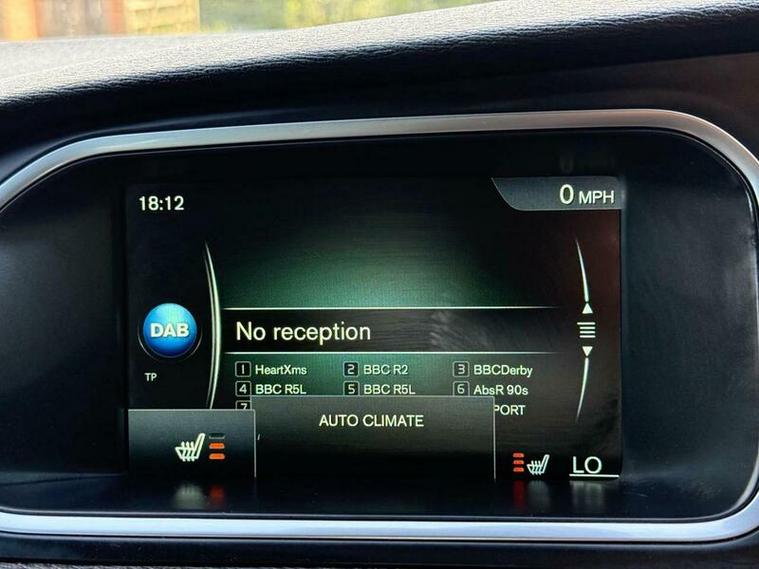 18:12
0 MPH
DAB
No reception
TP
1 HeartXms 2 BBC R2 3 BBCDerby
4 BBC R5L 5 BBC R5L 6 AbsR 90s
7 PORT
AUTO CLIMATE
LO